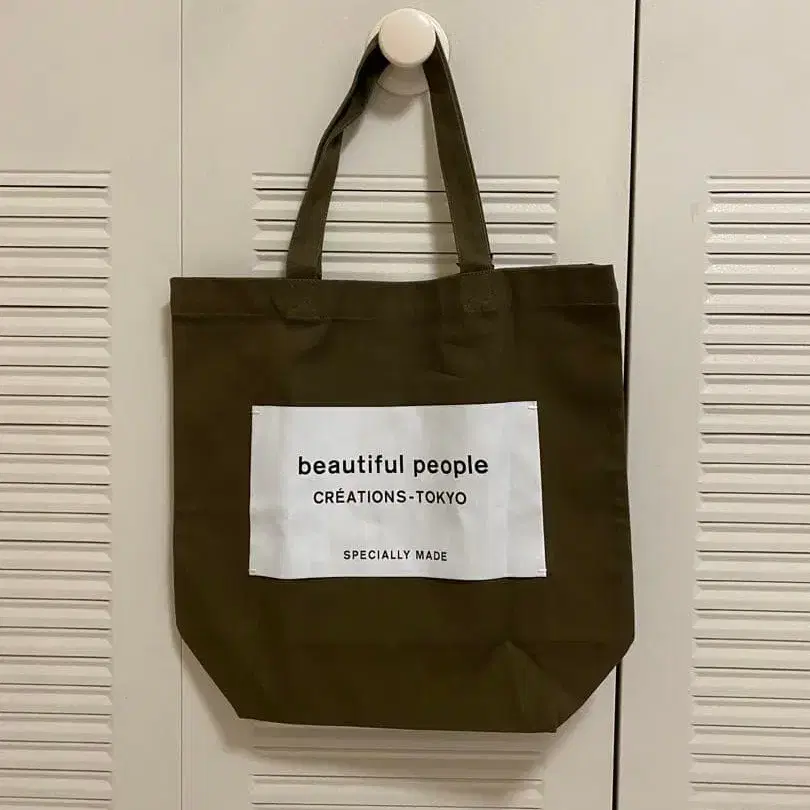 beautiful people
CRÉATIONS-TOKYO
SPECIALLY MADE